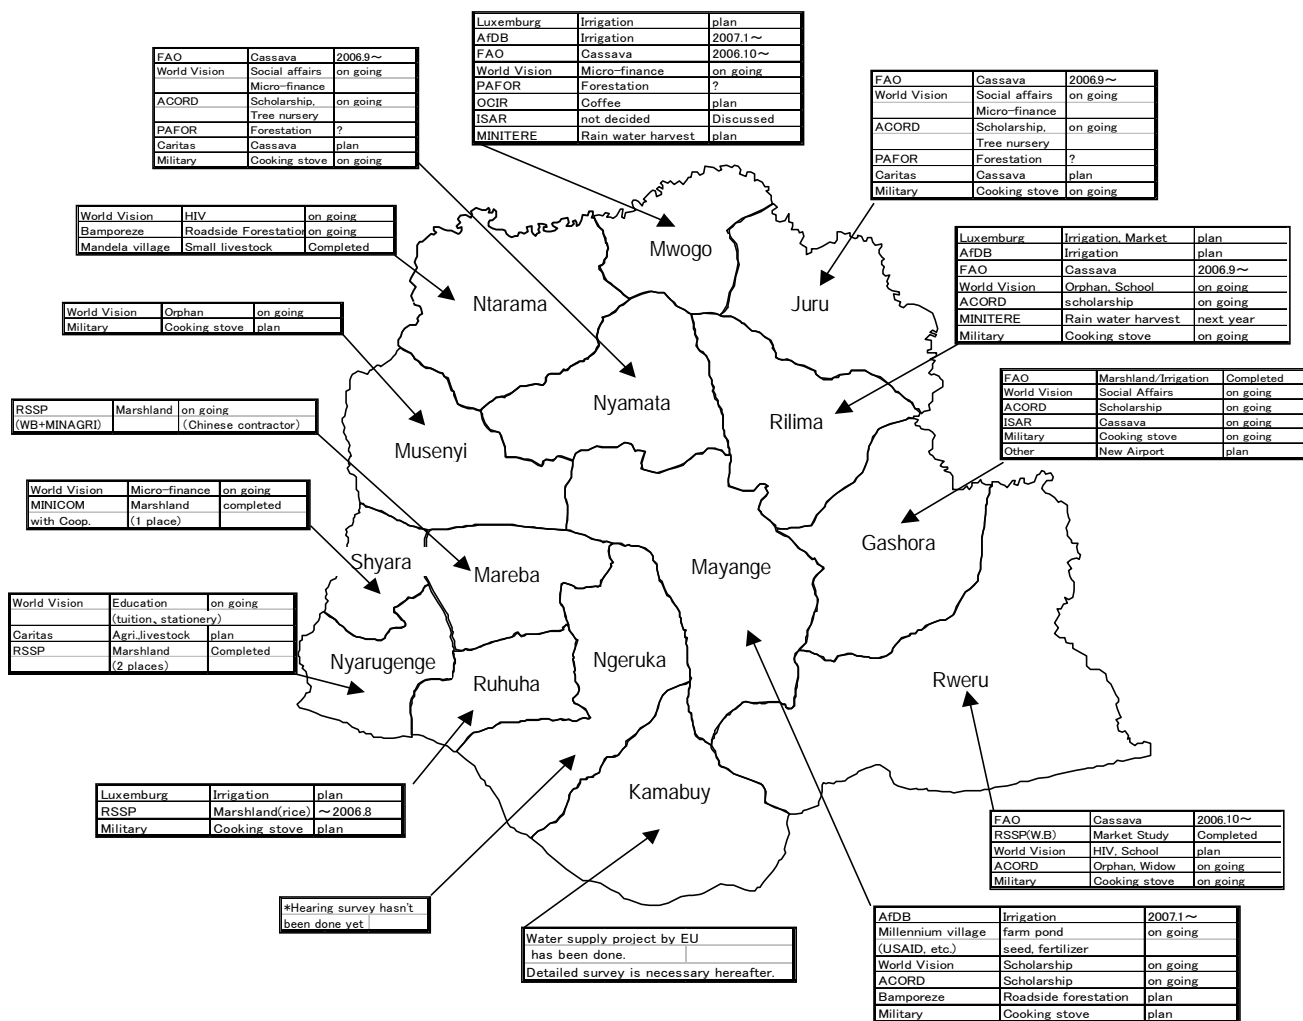 Luxemburg Irrigation plan
AfDB Irrigation 2007.1～
FAO Cassava 2006.10～
World Vision Micro-finance on going
PAFOR Forestation ?
OCIR Coffee plan
ISAR not decided Discussed
MINITERE Rain water harvest plan
FAO Cassava 2006.9～
World Vision Social affairs on going
Micro-finance
ACORD Scholarship, on going
Tree nursery
PAFOR Forestation ?
Caritas Cassava plan
Military Cooking stove on going
FAO Cassava 2006.9～
World Vision Social affairs on going
Micro-finance
ACORD Scholarship, on going
Tree nursery
PAFOR Forestation ?
Caritas Cassava plan
Military Cooking stove on going
World Vision HIV on going
Bamporeze Roadside Forestation on going
Mandela village Small livestock Completed
Luxemburg Irrigation, Market plan
AfDB Irrigation plan
FAO Cassava 2006.9～
World Vision Orphan, School on going
ACORD scholarship on going
MINITERE Rain water harvest next year
Military Cooking stove on going
World Vision Orphan on going
Military Cooking stove plan
FAO Marshland/Irrigation Completed
World Vision Social Affairs on going
ACORD Scholarship on going
ISAR Cassava on going
Military Cooking stove on going
Other New Airport plan
RSSP Marshland on going
(WB+MINAGRI) (Chinese contractor)
World Vision Micro-finance on going
MINICOM Marshland completed
with Coop. (1 place)
World Vision Education on going
(tuition、stationery)
Caritas Agri.,livestock plan
RSSP Marshland Completed
(2 places)
Mwogo
Ntarama
Juru
Nyamata
Rilima
Musenyi
Gashora
Shyara
Mareba
Mayange
Nyarugenge
Ngeruka
Ruhuha
Rweru
Kamabuy
Luxemburg Irrigation plan
RSSP Marshland(rice) ～2006.8
Military Cooking stove plan
FAO Cassava 2006.10～
RSSP(W.B) Market Study Completed
World Vision HIV, School plan
ACORD Orphan, Widow on going
Military Cooking stove on going
*Hearing survey hasn't
been done yet
Water supply project by EU
has been done.
Detailed survey is necessary hereafter.
AfDB Irrigation 2007.1～
Millennium village farm pond on going
(USAID, etc.) seed, fertilizer
World Vision Scholarship on going
ACORD Scholarship on going
Bamporeze Roadside forestation plan
Military Cooking stove plan